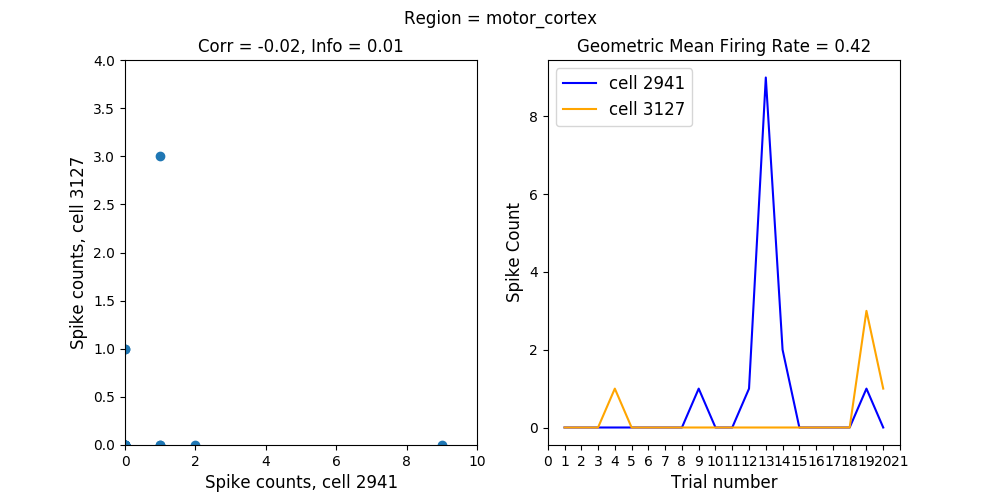 Region = motor_cortex
Corr = -0.02, Info = 0.01
4.0
3.5
3.0
2.5
2.0
1.5
1.0
0.5
0.0
Spike counts, cell 3127
0 2 4 6 8 10
Spike counts, cell 2941
Geometric Mean Firing Rate = 0.42
cell 2941
cell 3127
8
6
4
2
0
Spike Count
0 1 2 3 4 5 6 7 8 9 10 11 12 13 14 15 16 17 18 19 20 21
Trial number